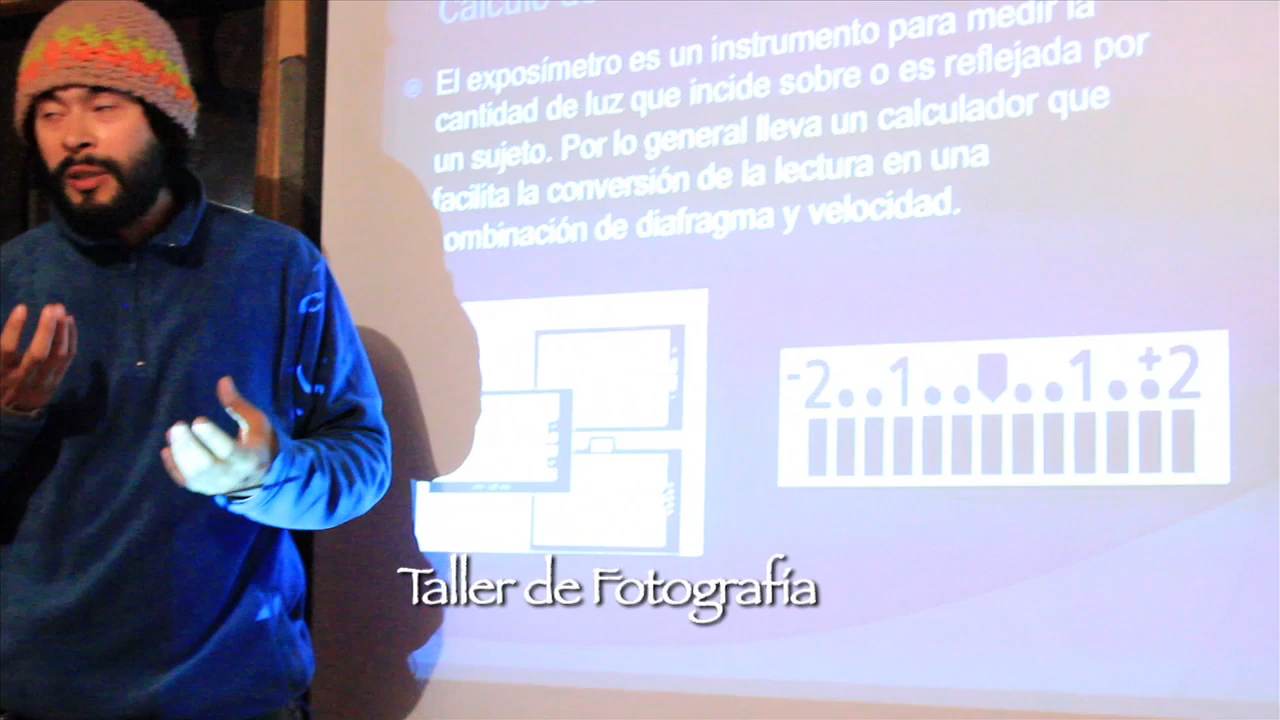 Cálculo
El exposímetro es un instrumento para medir la
cantidad de luz que incide sobre o es reflejada por
un sujeto. Por lo general lleva un calculador que
facilita la conversión de la lectura en una
ombinación de diafragma y velocidad.
-2..1..▼..1..+2
Taller de Fotografía